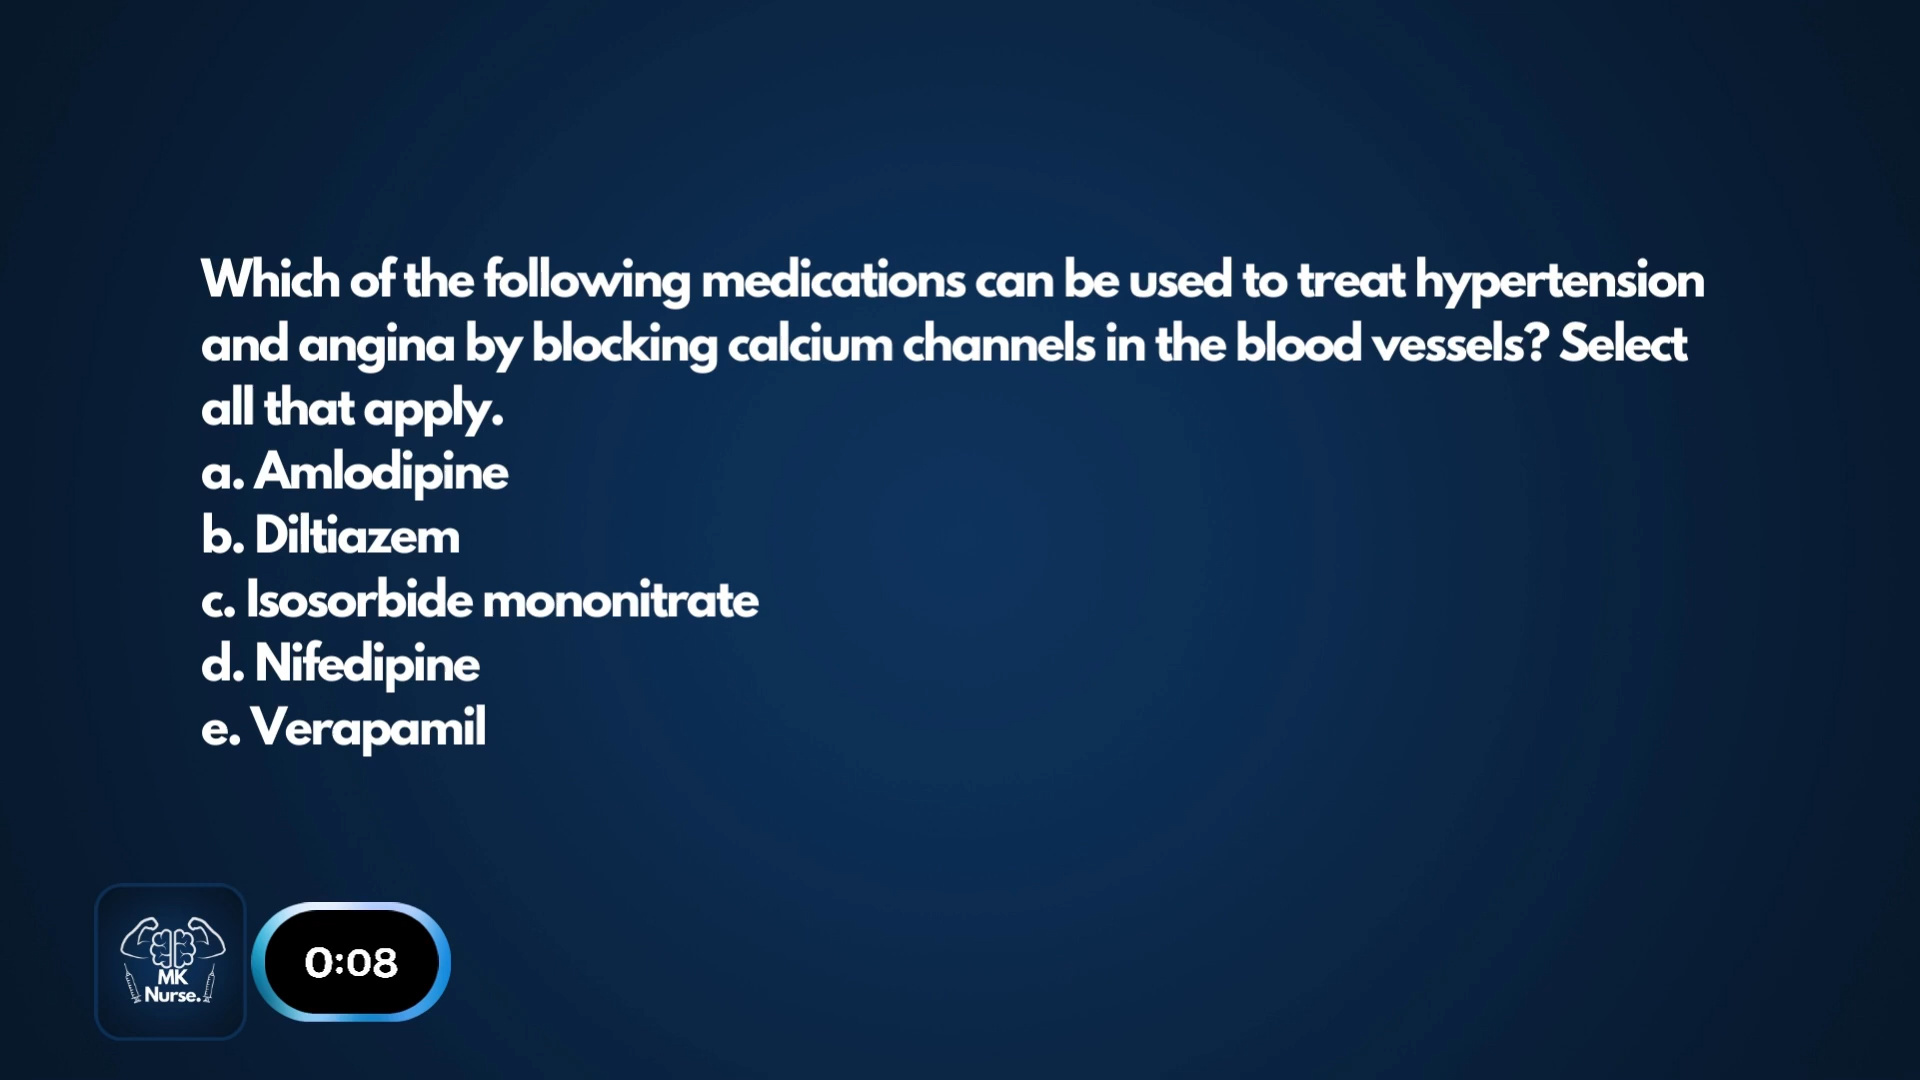 Which of the following medications can be used to treat hypertension
and angina by blocking calcium channels in the blood vessels? Select
all that apply.
a. Amlodipine
b. Diltiazem
c. Isosorbide mononitrate
d. Nifedipine
e. Verapamil
MK
Nurse.
0:08